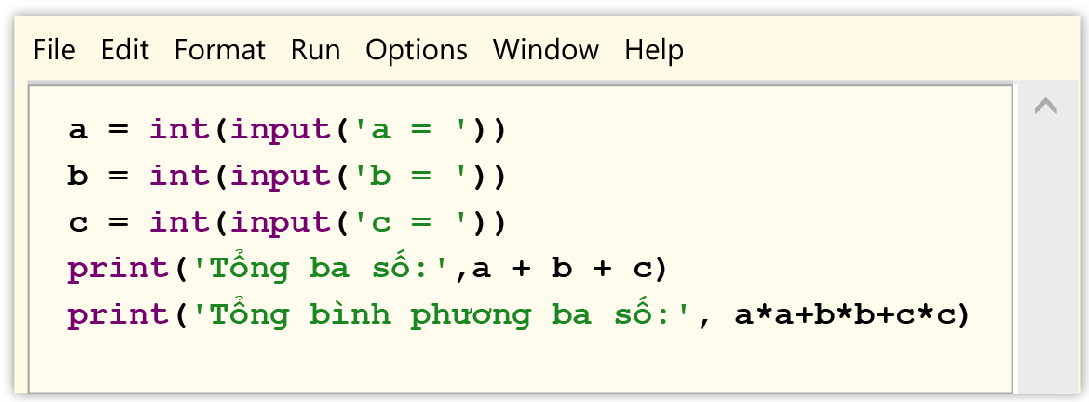 File Edit Format Run Options Window Help
a = int(input('a = '))
b = int(input('b = '))
c = int(input('c = '))
print('Tổng ba số:',a + b + c)
print('Tổng bình phương ba số:', a*a+b*b+c*c)